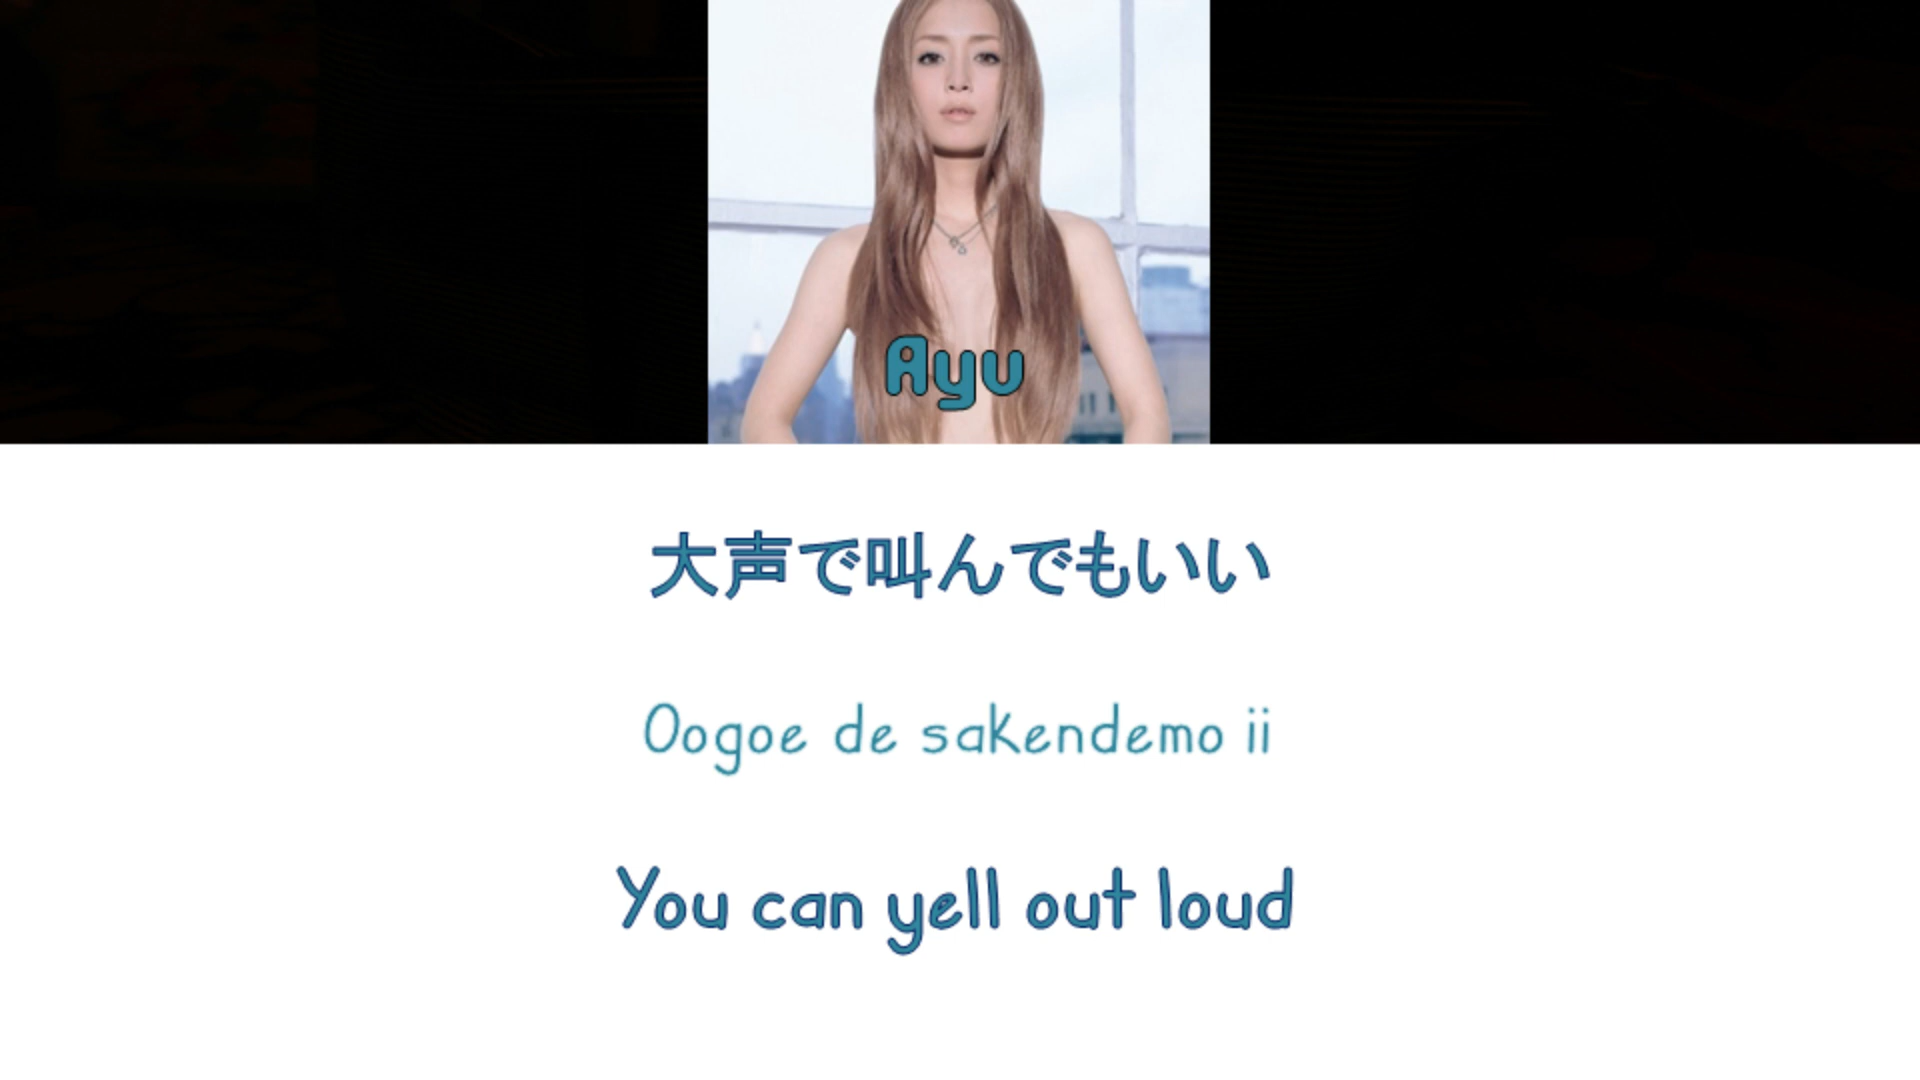 Ayu
大声で叫んでもいい
Oogoe de sakendemo ii
You can yell out loud